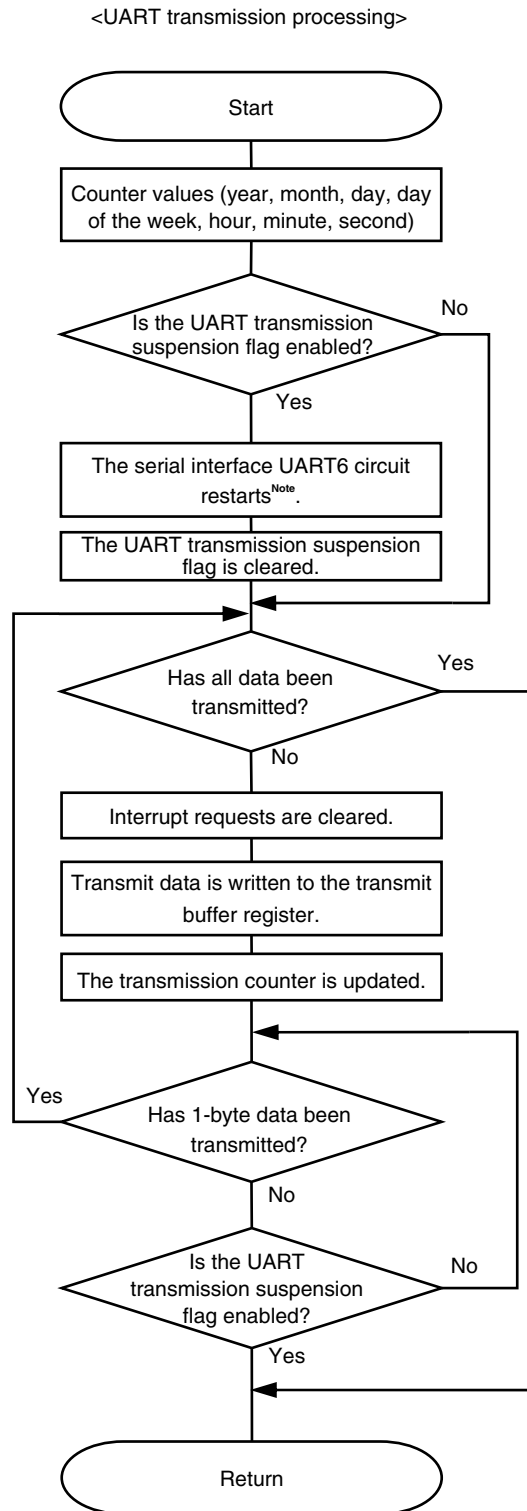 <UART transmission processing>
Start
Counter values (year, month, day, day
of the week, hour, minute, second)
Is the UART transmission
suspension flag enabled?
No
Yes
The serial interface UART6 circuit
restartsNote.
The UART transmission suspension
flag is cleared.
Has all data been
transmitted?
Yes
No
Interrupt requests are cleared.
Transmit data is written to the transmit
buffer register.
The transmission counter is updated.
Yes
Has 1-byte data been
transmitted?
No
Is the UART
transmission suspension
flag enabled?
No
Yes
Return